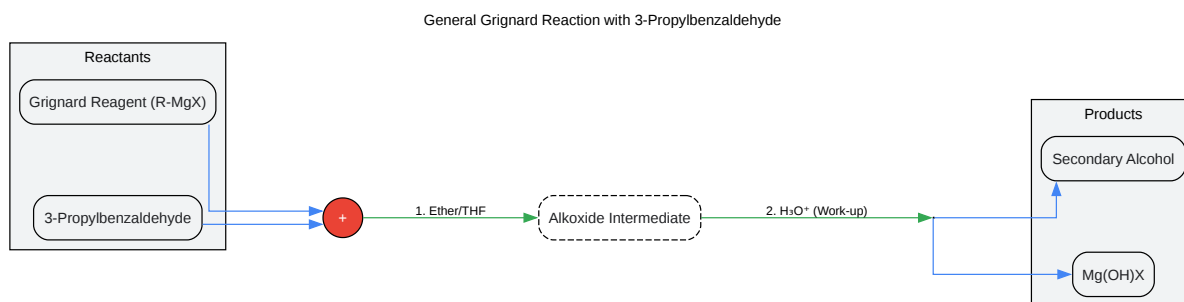 General Grignard Reaction with 3-Propylbenzaldehyde
Reactants
Grignard Reagent (R-MgX)
3-Propylbenzaldehyde
+
1. Ether/THF
Alkoxide Intermediate
2. H₃O⁺ (Work-up)
Products
Secondary Alcohol
Mg(OH)X